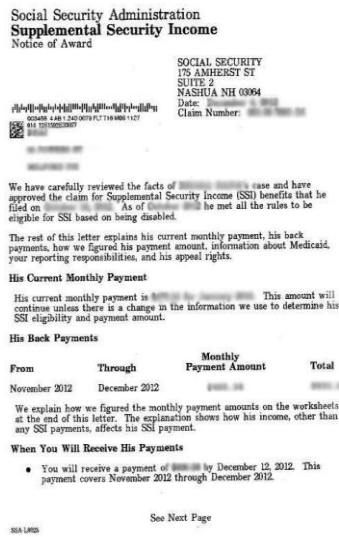 Social Security Administration
Supplemental Security Income
Notice of Award
SOCIAL SECURITY
175 AMHERST ST
SUITE 2
NASHUA NH 03064
Date:
Claim Number:
We have carefully reviewed the facts of case and have
approved the claim for Supplemental Security Income (SSI) benefits that he
filed on As of he met all the rules to be
eligible for SSI based on being disabled.
The rest of this letter explains his current monthly payment, his back
payments, how we figured his payment amount, information about Medicaid,
your reporting responsibilities, and his appeal rights.
His Current Monthly Payment
His current monthly payment is This amount will
continue unless there is a change in the information we use to determine his
SSI eligibility and payment amount.
His Back Payments
From Through Monthly Payment Amount Total
November 2012 December 2012
We explain how we figured the monthly payment amounts on the worksheets
at the end of this letter. The explanation shows how his income, other than
any SSI payments, affects his SSI payment.
When You Will Receive His Payments
• You will receive a payment of by December 12, 2012. This
payment covers November 2012 through December 2012.
See Next Page